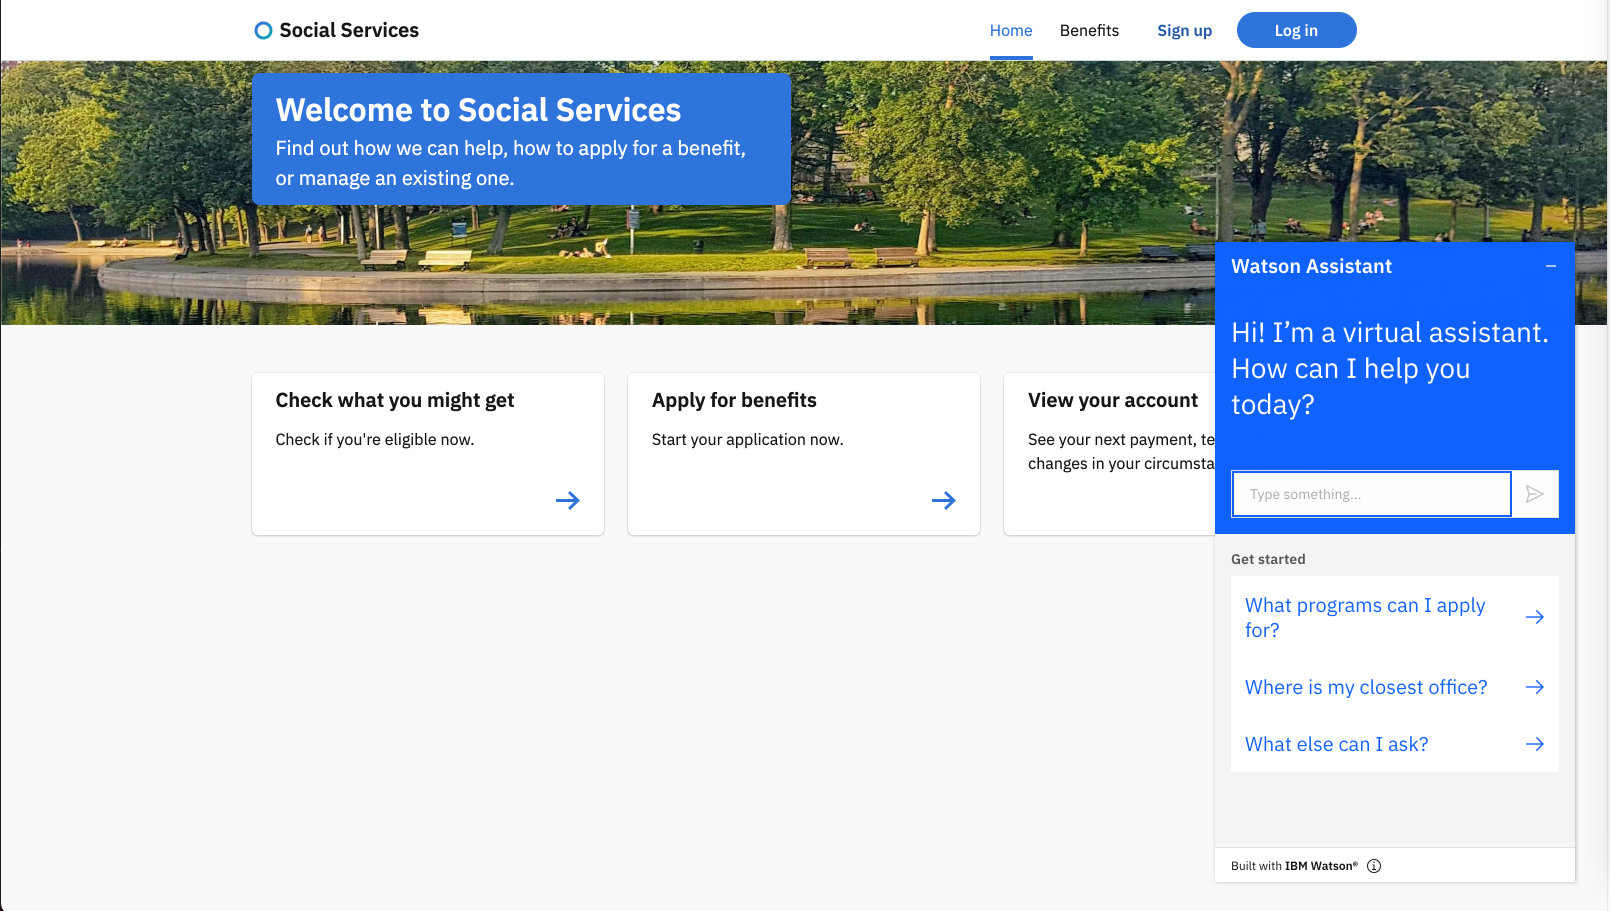 Social Services
Home
Benefits
Sign up
Log in
Welcome to Social Services
Find out how we can help, how to apply for a benefit,
or manage an existing one.
Check what you might get
Check if you're eligible now.
Apply for benefits
Start your application now.
View your account
See your next payment, te
changes in your circumsta
Watson Assistant
Hi! I’m a virtual assistant.
How can I help you
today?
Type something...
Get started
What programs can I apply
for?
Where is my closest office?
What else can I ask?
Built with IBM Watson®